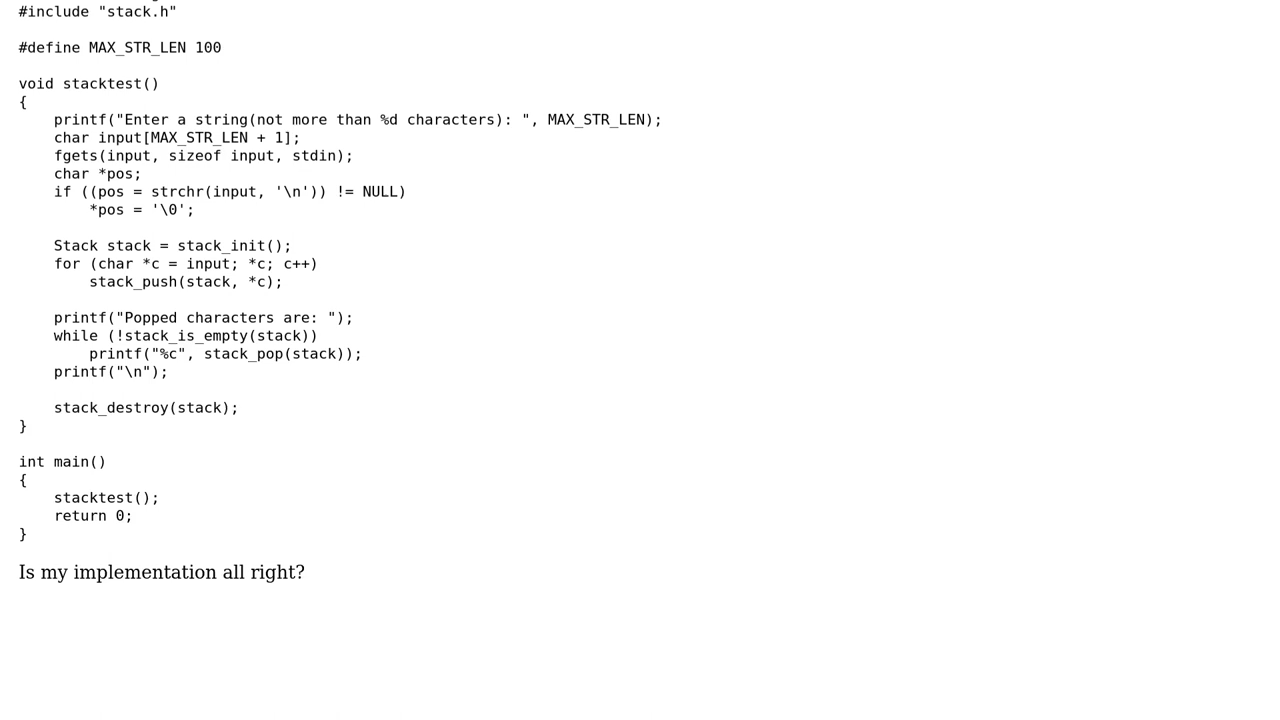 #include "stack.h"
#define MAX_STR_LEN 100
void stacktest()
{
    printf("Enter a string(not more than %d characters): ", MAX_STR_LEN);
    char input[MAX_STR_LEN + 1];
    fgets(input, sizeof input, stdin);
    char *pos;
    if ((pos = strchr(input, '\n')) != NULL)
        *pos = '\0';
    Stack stack = stack_init();
    for (char *c = input; *c; c++)
        stack_push(stack, *c);
    printf("Popped characters are: ");
    while (!stack_is_empty(stack))
        printf("%c", stack_pop(stack));
    printf("\n");
    stack_destroy(stack);
}
int main()
{
    stacktest();
    return 0;
}
Is my implementation all right?